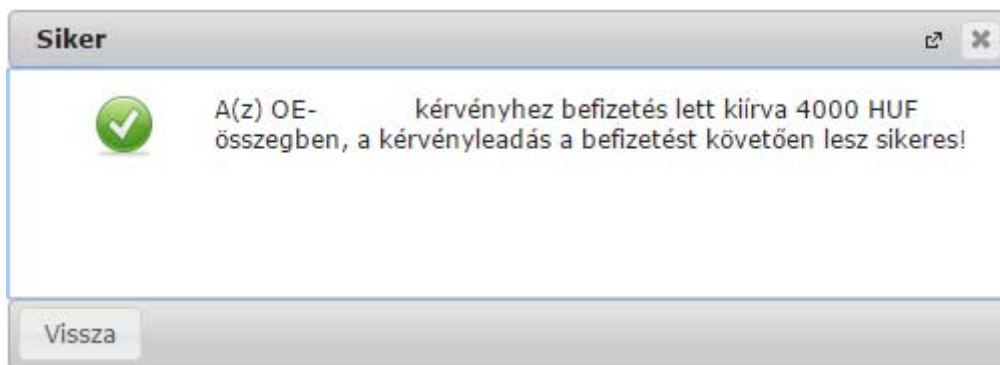 Siker
A(z) OE- kérvényhez befizetés lett kiírva 4000 HUF
összegben, a kérvényleadás a befizetést követően lesz sikeres!
Vissza